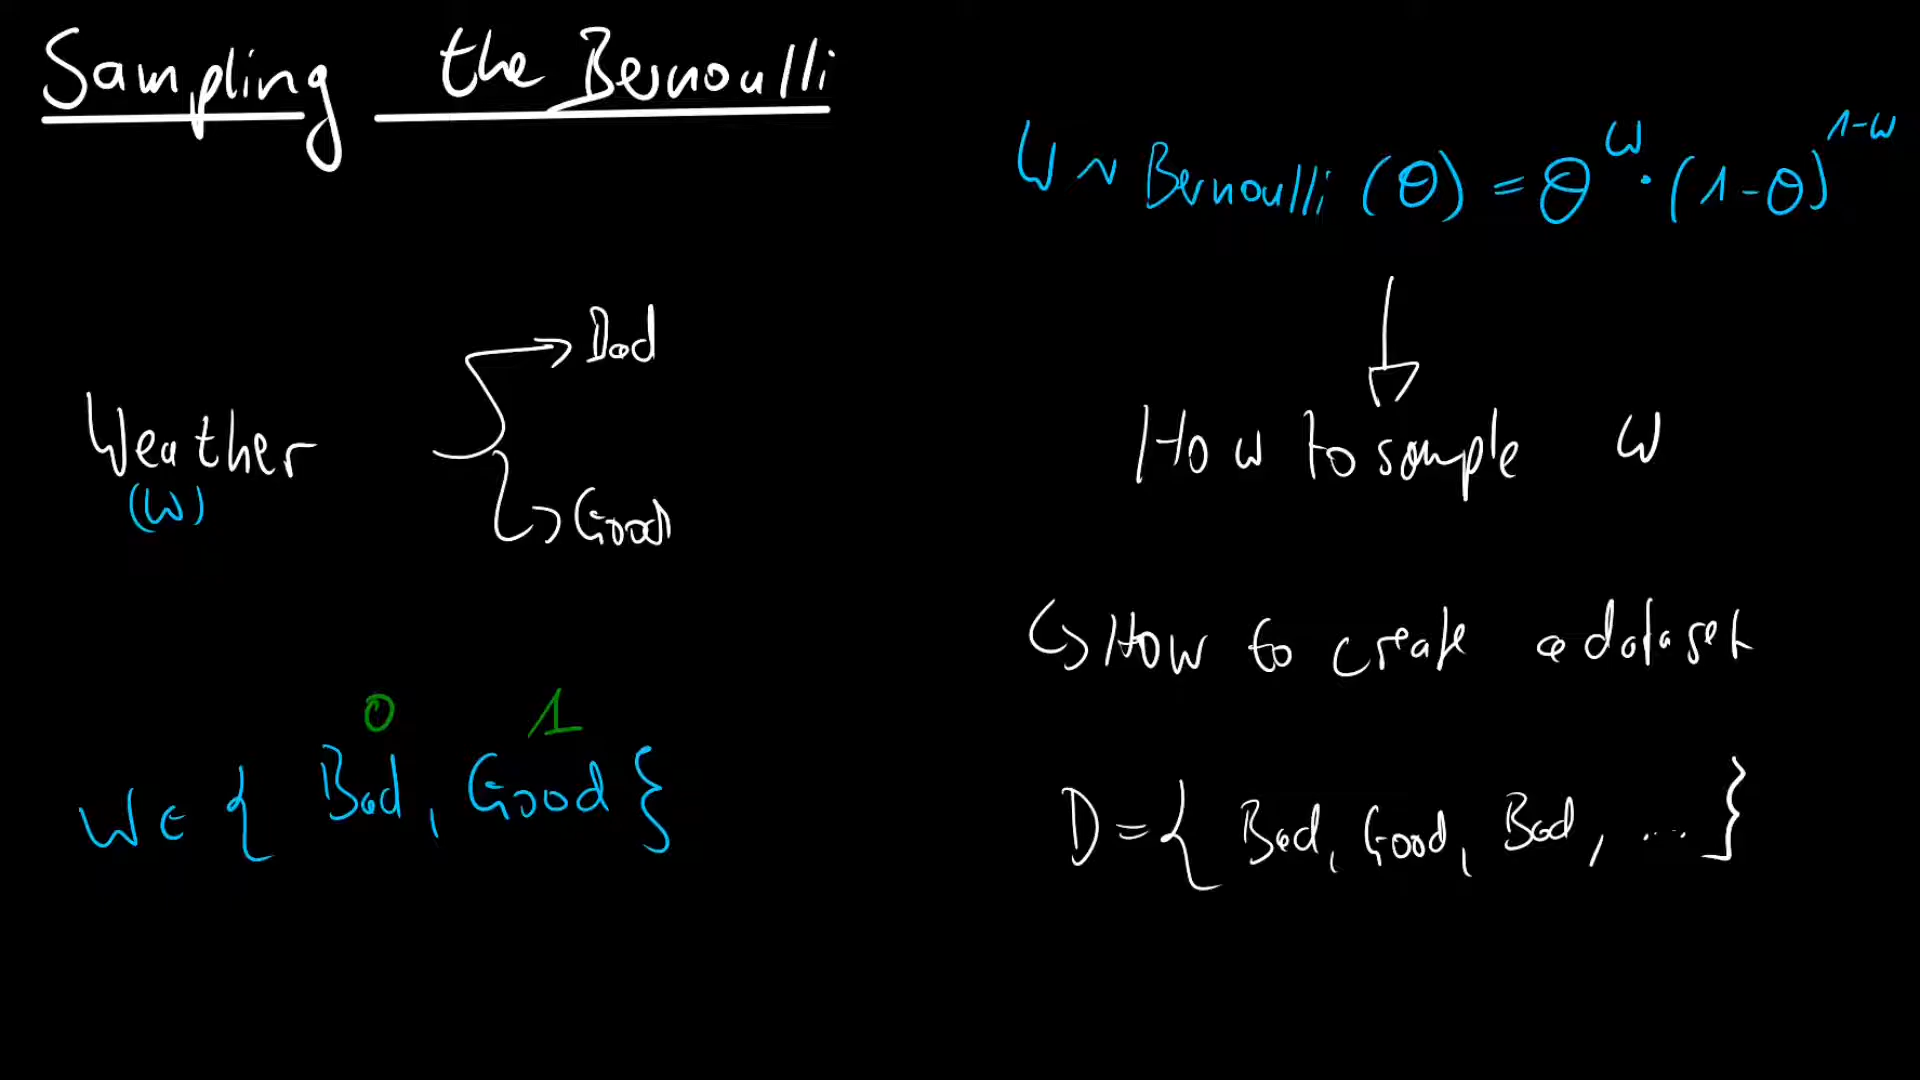 Sampling the Bernoulli
W ~ Bernoulli (θ) = θ^W · (1-θ)^1-W
Bad
Weather
(W)
Good
How to sample W
↪ How to create a dataset
0 1
W ∈ { Bad, Good }
D = { Bad, Good, Bad, ... }